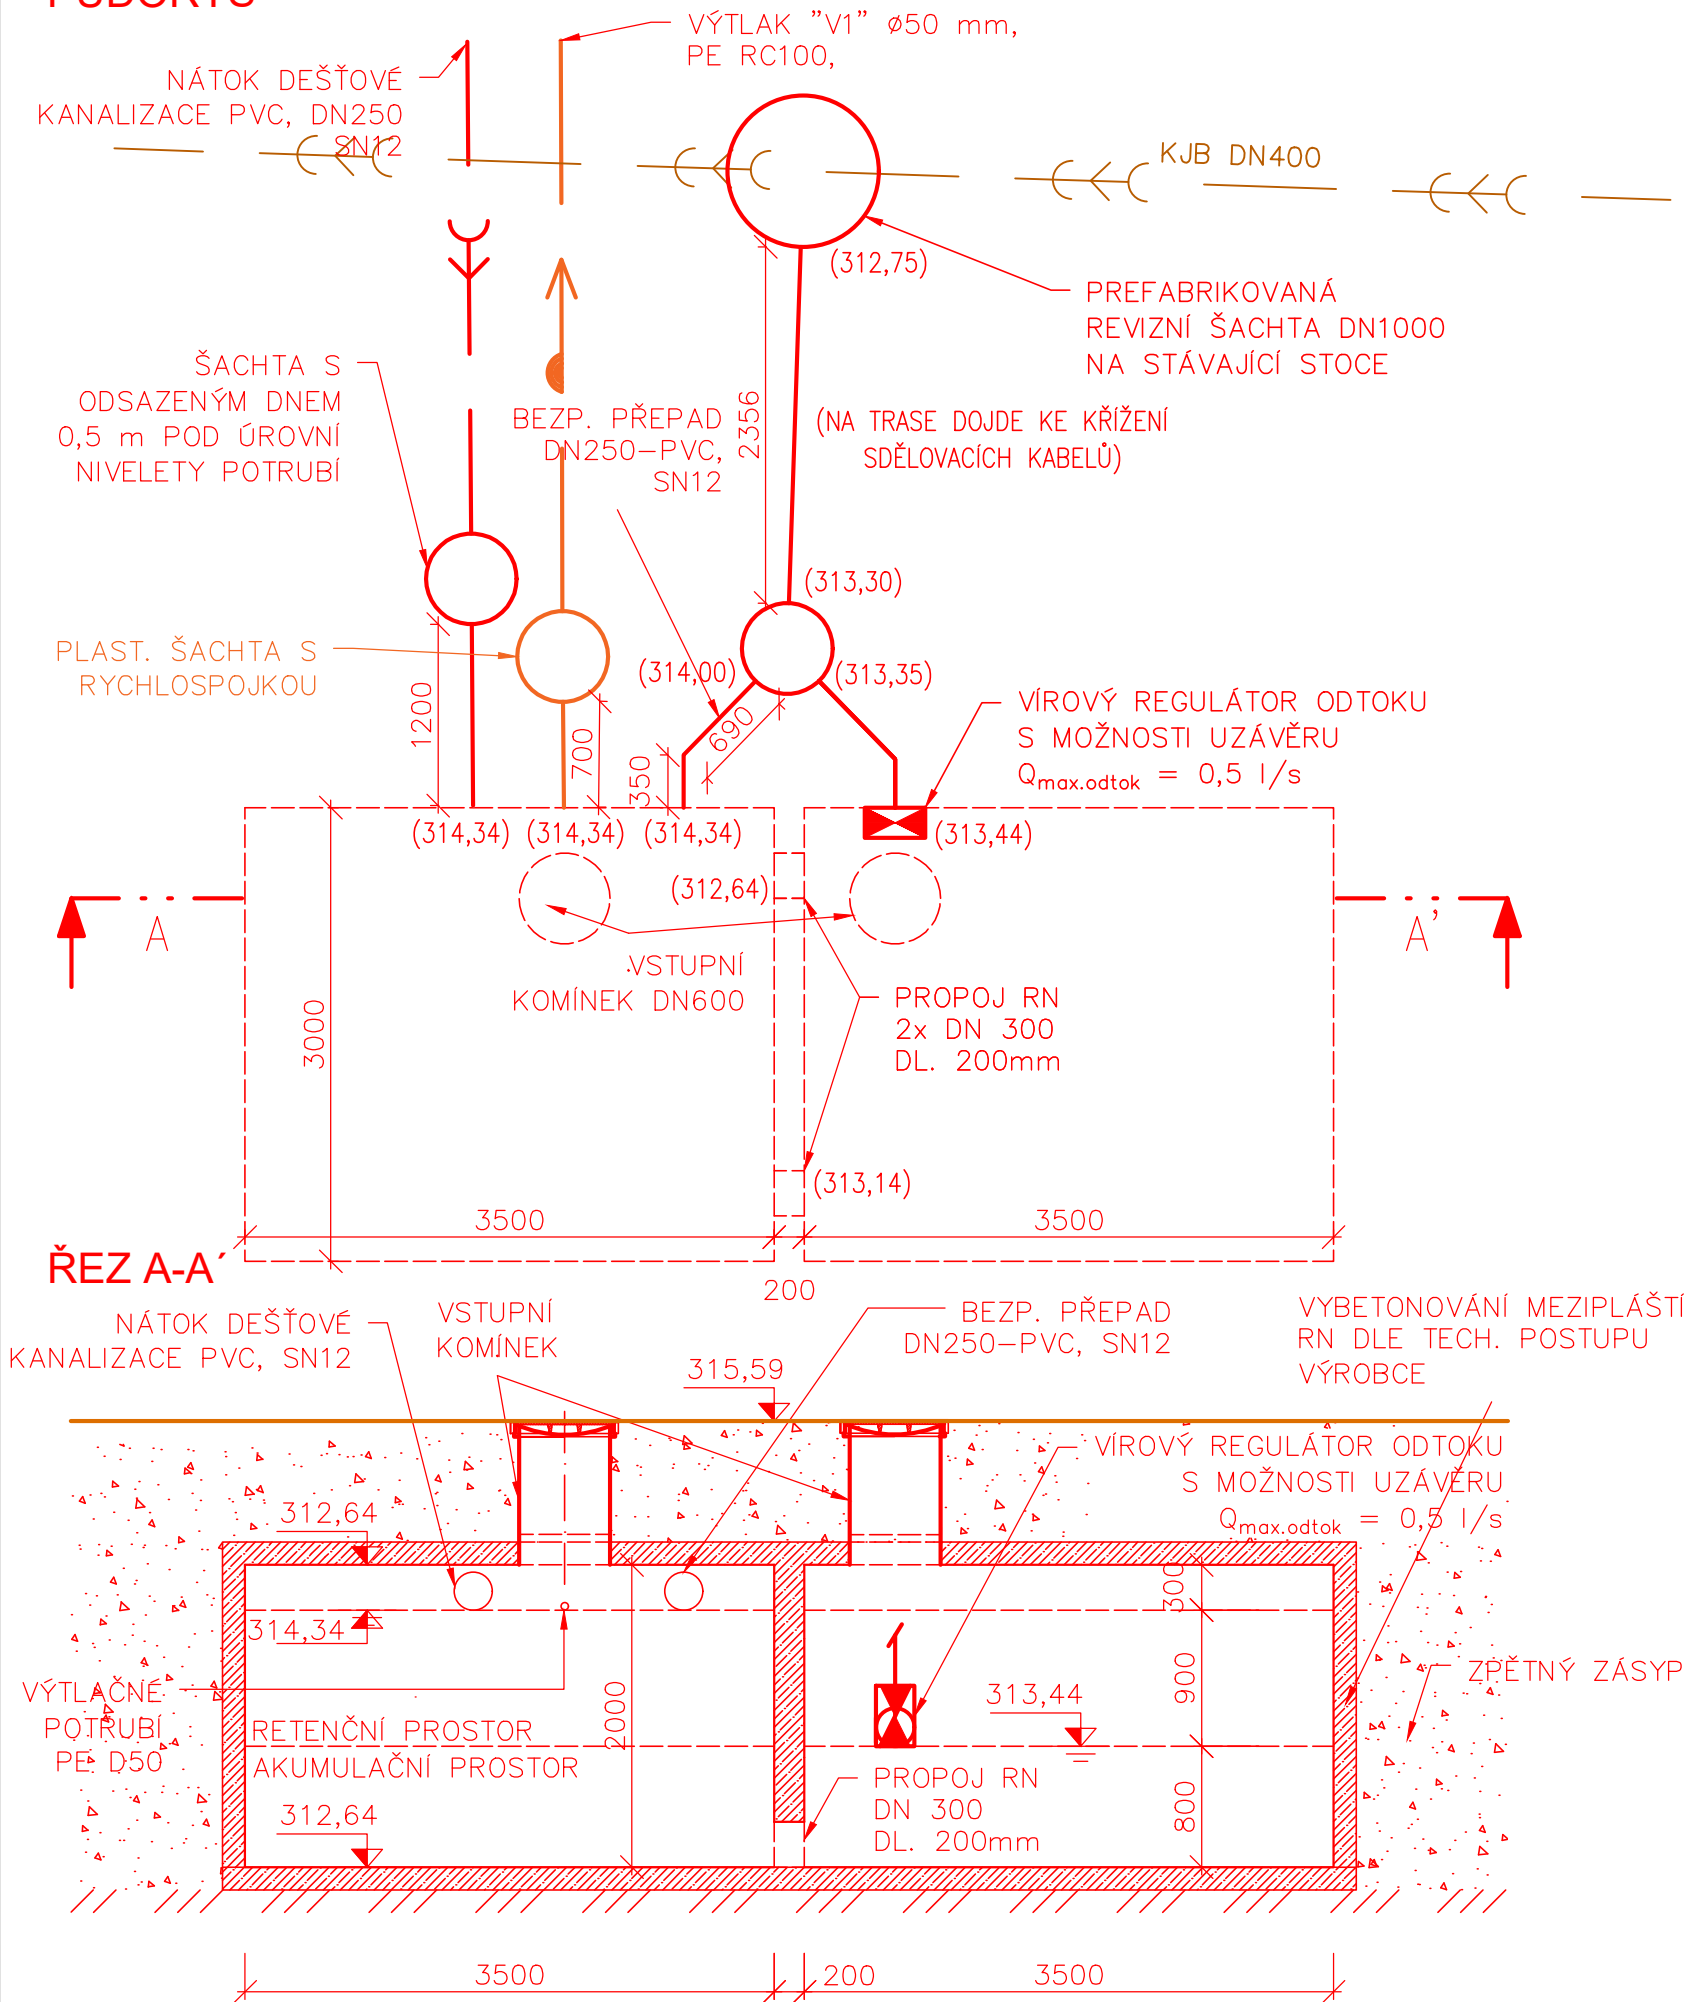 PŮDORYS
VÝTLAK "V1" ø50 mm,
PE RC100,
NÁTOK DEŠŤOVÉ
KANALIZACE PVC, DN250
SN12
KJB DN400
(312,75)
PREFABRIKOVANÁ
REVIZNÍ ŠACHTA DN1000
NA STÁVAJÍCÍ STOCE
ŠACHTA S
ODSAZENÝM DNEM
0,5 m POD ÚROVNÍ
NIVELETY POTRUBÍ
BEZP. PŘEPAD
DN250-PVC,
SN12
2356
(NA TRASE DOJDE KE KŘÍŽENÍ
SDĚLOVACÍCH KABELŮ)
(313,30)
PLAST. ŠACHTA S
RYCHLOSPOJKOU
(314,00)
(313,35)
1200
700
350
690
VÍROVÝ REGULÁTOR ODTOKU
S MOŽNOSTI UZÁVĚRU
Qmax.odtok = 0,5 l/s
(314,34)
(314,34)
(314,34)
(313,44)
(312,64)
A
A'
VSTUPNÍ
KOMÍNEK DN600
PROPOJ RN
2x DN 300
DL. 200mm
3000
(313,14)
3500
3500
200
ŘEZ A-A´
NÁTOK DEŠŤOVÉ
KANALIZACE PVC, SN12
VSTUPNÍ
KOMÍNEK
BEZP. PŘEPAD
DN250-PVC, SN12
VYBETONOVÁNÍ MEZIPLÁŠTÍ
RN DLE TECH. POSTUPU
VÝROBCE
315,59
VÍROVÝ REGULÁTOR ODTOKU
S MOŽNOSTI UZÁVĚRU
Qmax.odtok = 0,5 l/s
312,64
300
314,34
VÝTLAČNÉ
POTRUBÍ
PE D50
2000
900
313,44
ZPĚTNÝ ZÁSYP
RETENČNÍ PROSTOR
AKUMULAČNÍ PROSTOR
312,64
PROPOJ RN
DN 300
DL. 200mm
800
3500
200
3500